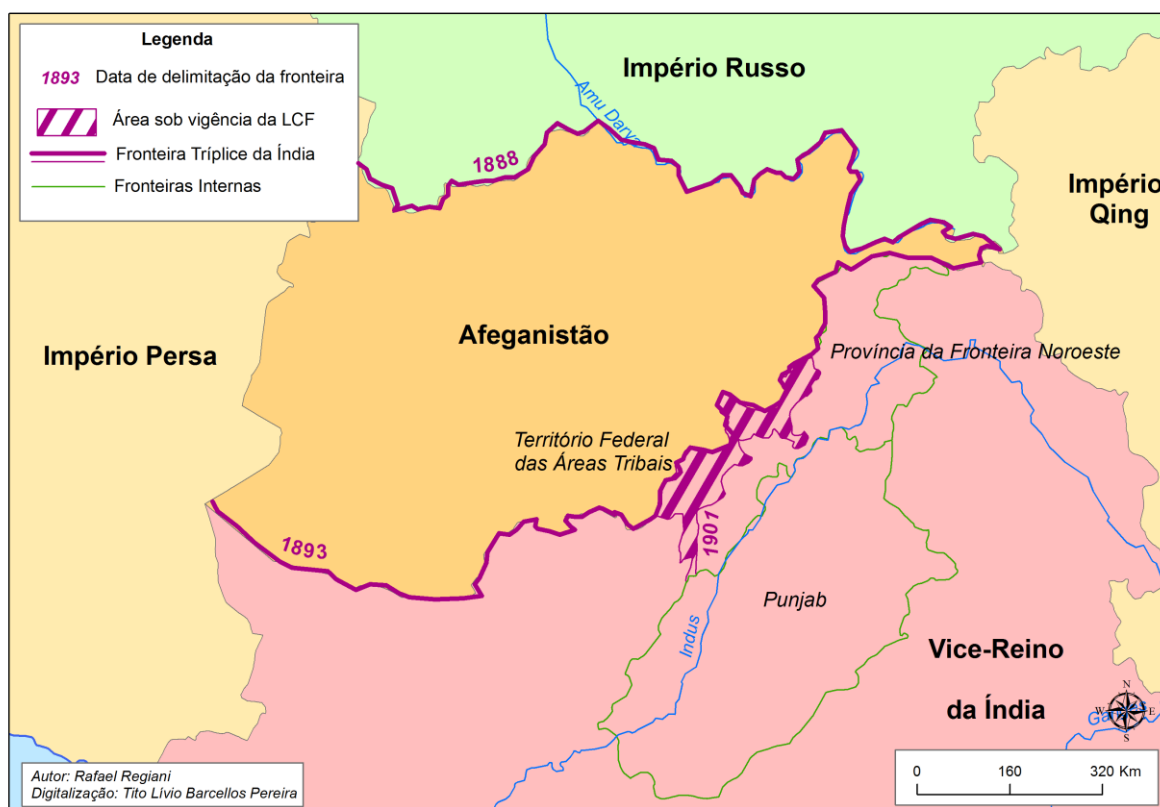 Legenda
1893 Data de delimitação da fronteira
Área sob vigência da LCF
Fronteira Tríplice da Índia
Fronteiras Internas
Império Russo
Amu Darya
1888
Império
Qing
Império Persa
Afeganistão
Província da Fronteira Noroeste
Território Federal
das Áreas Tribais
1901
1893
Punjab
Indus
Vice-Reino
da Índia
N
W E
S
0 160 320 Km
Autor: Rafael Regiani
Digitalização: Tito Lívio Barcellos Pereira